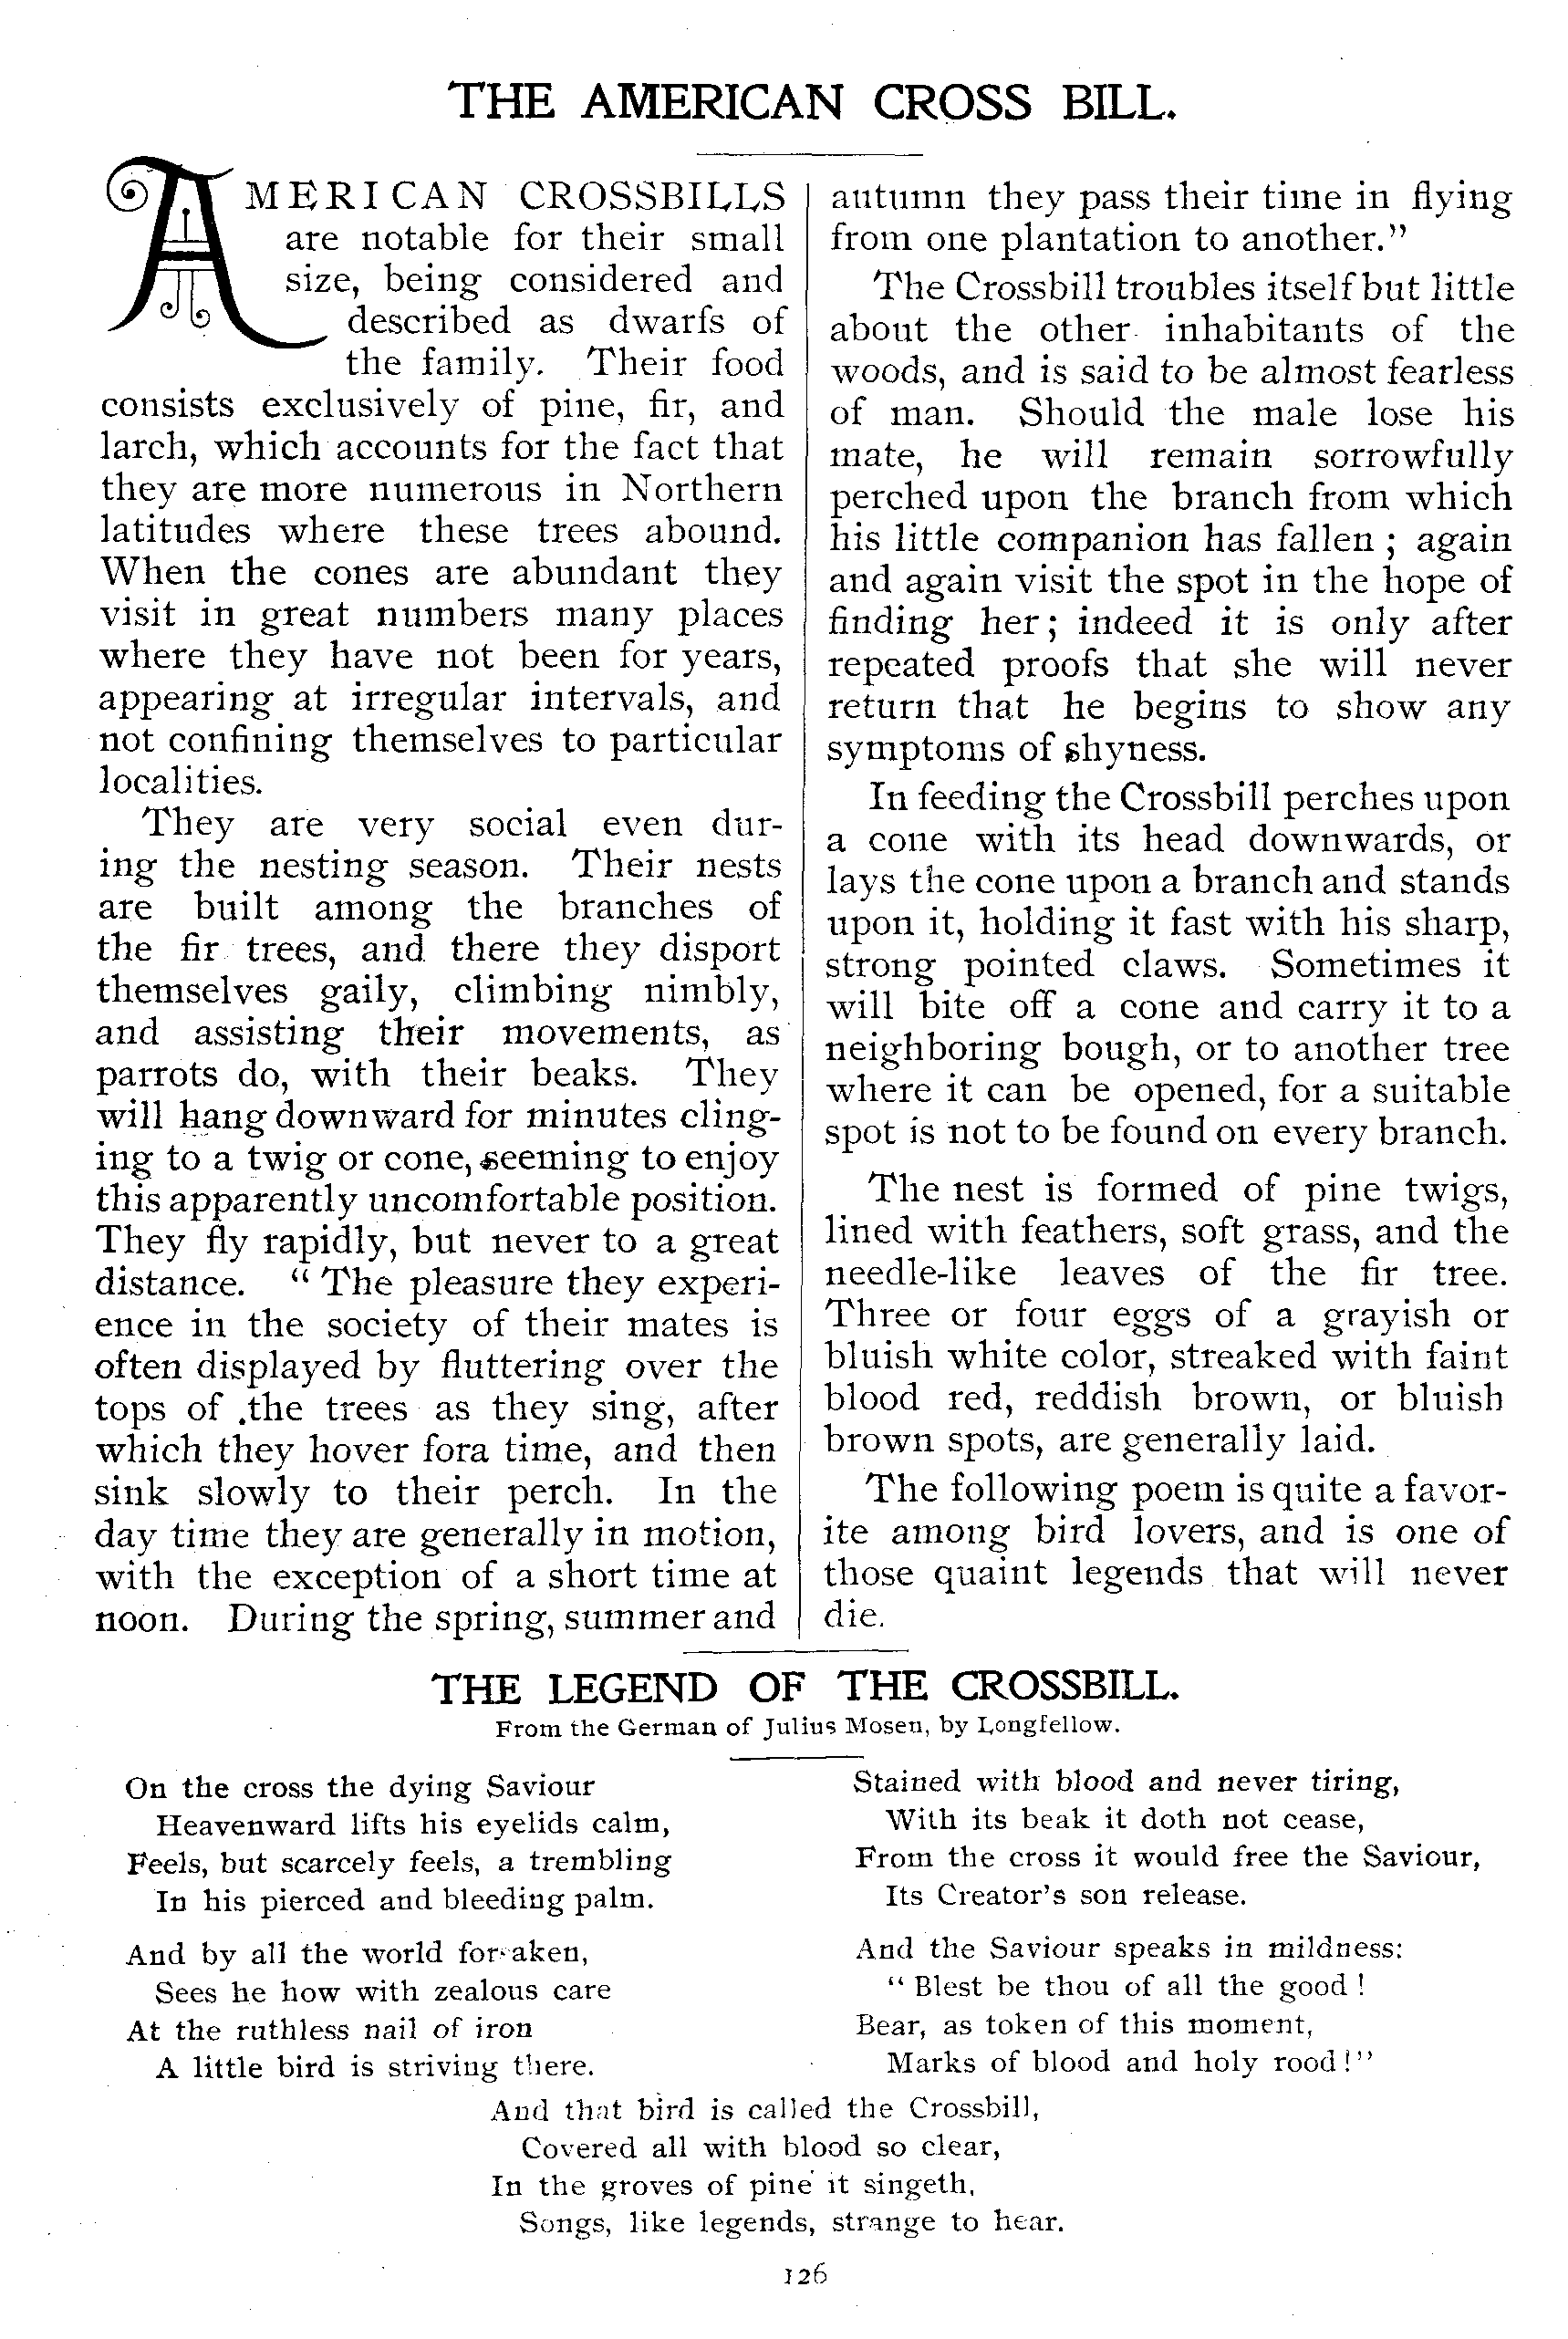 THE AMERICAN CROSS BILL.
AMERICAN CROSSBILLS
are notable for their small
size, being considered and
described as dwarfs of
the family. Their food
consists exclusively of pine, fir, and
larch, which accounts for the fact that
they are more numerous in Northern
latitudes where these trees abound.
When the cones are abundant they
visit in great numbers many places
where they have not been for years,
appearing at irregular intervals, and
not confining themselves to particular
localities.
They are very social even dur-
ing the nesting season. Their nests
are built among the branches of
the fir trees, and there they disport
themselves gaily, climbing nimbly,
and assisting their movements, as
parrots do, with their beaks. They
will hang downward for minutes cling-
ing to a twig or cone, seeming to enjoy
this apparently uncomfortable position.
They fly rapidly, but never to a great
distance. "The pleasure they experi-
ence in the society of their mates is
often displayed by fluttering over the
tops of the trees as they sing, after
which they hover fora time, and then
sink slowly to their perch. In the
day time they are generally in motion,
with the exception of a short time at
noon. During the spring, summer and
autumn they pass their time in flying
from one plantation to another."
The Crossbill troubles itself but little
about the other inhabitants of the
woods, and is said to be almost fearless
of man. Should the male lose his
mate, he will remain sorrowfully
perched upon the branch from which
his little companion has fallen; again
and again visit the spot in the hope of
finding her; indeed it is only after
repeated proofs that she will never
return that he begins to show any
symptoms of shyness.
In feeding the Crossbill perches upon
a cone with its head downwards, or
lays the cone upon a branch and stands
upon it, holding it fast with his sharp,
strong pointed claws. Sometimes it
will bite off a cone and carry it to a
neighboring bough, or to another tree
where it can be opened, for a suitable
spot is not to be found on every branch.
The nest is formed of pine twigs,
lined with feathers, soft grass, and the
needle-like leaves of the fir tree.
Three or four eggs of a grayish or
bluish white color, streaked with faint
blood red, reddish brown, or bluish
brown spots, are generally laid.
The following poem is quite a favor-
ite among bird lovers, and is one of
those quaint legends that will never
die.
THE LEGEND OF THE CROSSBILL.
From the German of Julius Mosen, by Longfellow.
On the cross the dying Saviour
Heavenward lifts his eyelids calm,
Feels, but scarcely feels, a trembling
In his pierced and bleeding palm.
And by all the world forsaken,
Sees he how with zealous care
At the ruthless nail of iron
A little bird is striving there.
Stained with blood and never tiring,
With its beak it doth not cease,
From the cross it would free the Saviour,
Its Creator's son release.
And the Saviour speaks in mildness:
"Blest be thou of all the good!
Bear, as token of this moment,
Marks of blood and holy rood!"
And that bird is called the Crossbill,
Covered all with blood so clear,
In the groves of pine it singeth,
Songs, like legends, strange to hear.
126